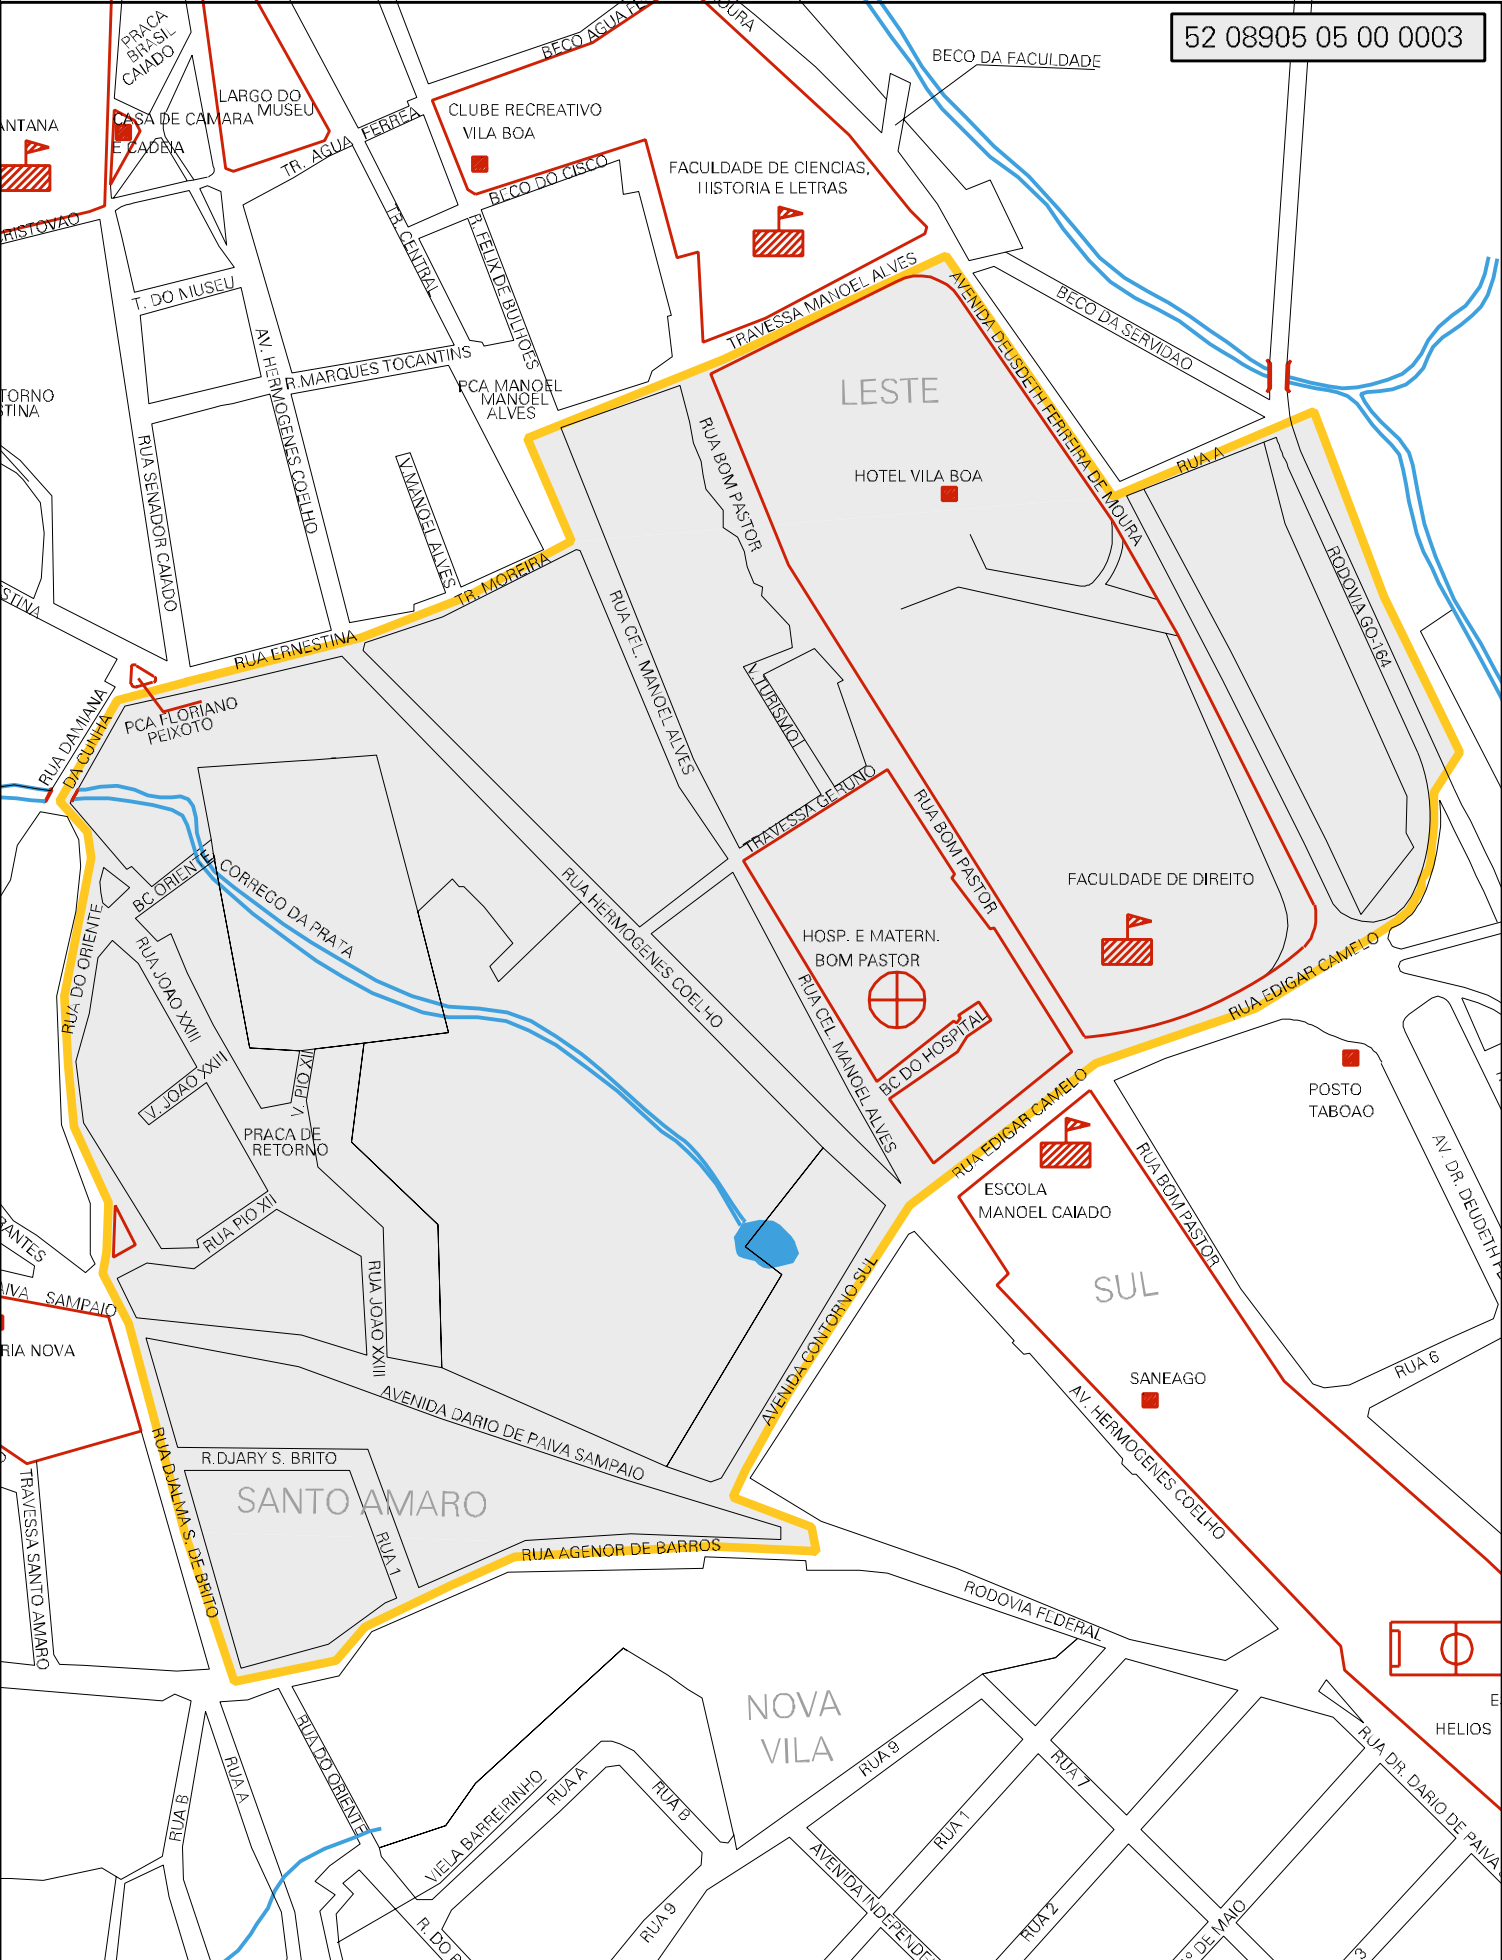 52 08905 05 00 0003
PRACA
BRASIL
CAIADO
BECO AGUA
BECO DA FACULDADE
LARGO DO
MUSEU
CASA DE CAMARA
E CADEIA
TR. AGUA FERREA
CLUBE RECREATIVO
VILA BOA
BECO DO CISCO
FACULDADE DE CIENCIAS,
HISTORIA E LETRAS
TR. CENTRAL
R. FELIX DE BULHOES
T. DO MUSEU
TRAVESSA MANOEL ALVES
AVENIDA DEUSDETH FERREIRA DE MOURA
BECO DA SERVIDAO
AV. HERMOGENES COELHO
R.MARQUES TOCANTINS
PCA MANOEL
MANOEL
ALVES
LESTE
RUA SENADOR CAIADO
V.MANOEL ALVES
RUA BOM PASTOR
HOTEL VILA BOA
RUA A
RODOVIA GO-164
TR. MOREIRA
RUA ERNESTINA
RUA CEL. MANOEL ALVES
RUA DAMIANA
DA CUNHA
PCA FLORIANO
PEIXOTO
V.TURISMO
TRAVESSA GERUNO
RUA BOM PASTOR
BC ORIENTE
CORREGO DA PRATA
RUA HERMOGENES COELHO
FACULDADE DE DIREITO
HOSP. E MATERN.
BOM PASTOR
RUA DO ORIENTE
RUA JOAO XXIII
RUA CEL. MANOEL ALVES
BC DO HOSPITAL
RUA EDIGAR CAMELO
V. JOAO XXIII
V. PIO XII
PRACA DE
RETORNO
RUA EDIGAR CAMELO
POSTO
TABOAO
ESCOLA
MANOEL CAIADO
RUA BOM PASTOR
AV. DR. DEUDETH
RUA PIO XII
RUA JOAO XXIII
SUL
AVENIDA CONTORNO SUL
SAMPAIO
RIA NOVA
RUA 6
SANEAGO
AV. HERMOGENES COELHO
AVENIDA DARIO DE PAIVA SAMPAIO
R.DJARY S. BRITO
SANTO AMARO
RUA DJALMA S. DE BRITO
RUA 1
TRAVESSA SANTO AMARO
RUA AGENOR DE BARROS
RODOVIA FEDERAL
NOVA
VILA
HELIOS
RUA DO ORIENTE
RUA A
RUA B
VIELA BARREIRINHO
RUA A
RUA B
RUA 9
RUA 7
RUA DR. DARIO DE PAIVA
RUA 1
AVENIDA INDEPENDE
RUA 9
RUA 2
DE MAIO